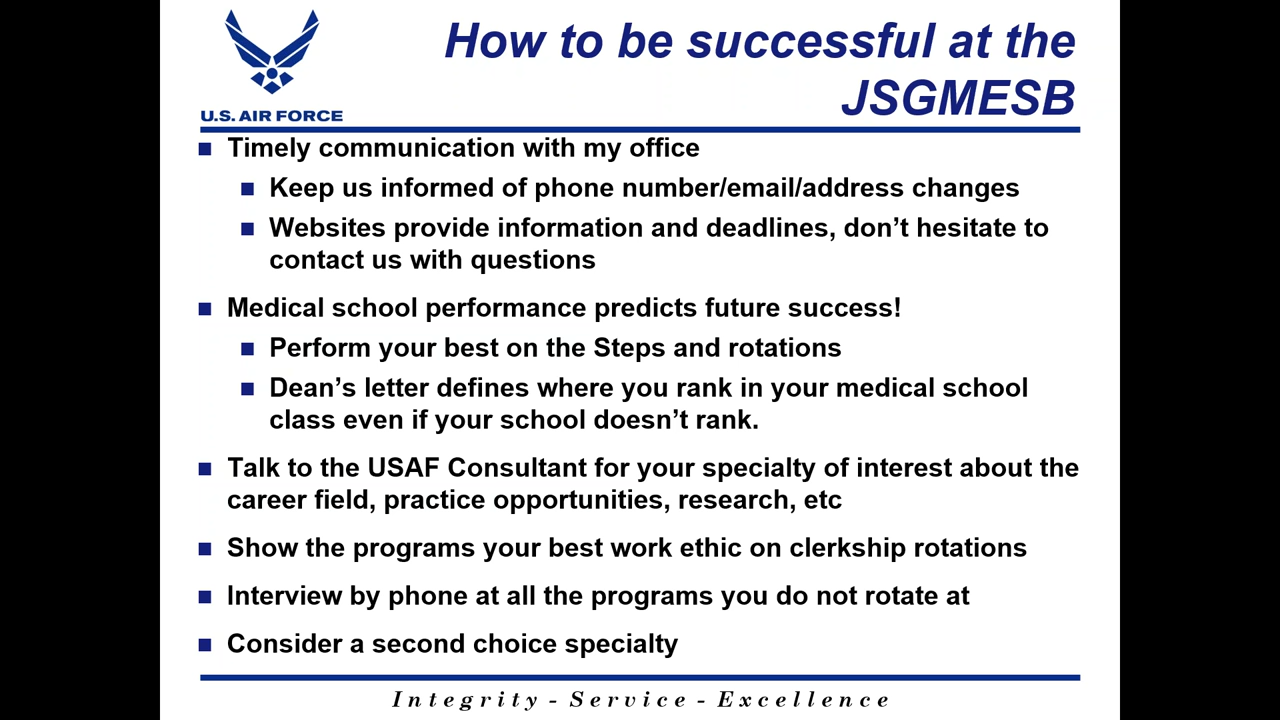 How to be successful at the
JSGMESB
U.S. AIR FORCE
Timely communication with my office
Keep us informed of phone number/email/address changes
Websites provide information and deadlines, don’t hesitate to
contact us with questions
Medical school performance predicts future success!
Perform your best on the Steps and rotations
Dean’s letter defines where you rank in your medical school
class even if your school doesn’t rank.
Talk to the USAF Consultant for your specialty of interest about the
career field, practice opportunities, research, etc
Show the programs your best work ethic on clerkship rotations
Interview by phone at all the programs you do not rotate at
Consider a second choice specialty
Integrity - Service - Excellence